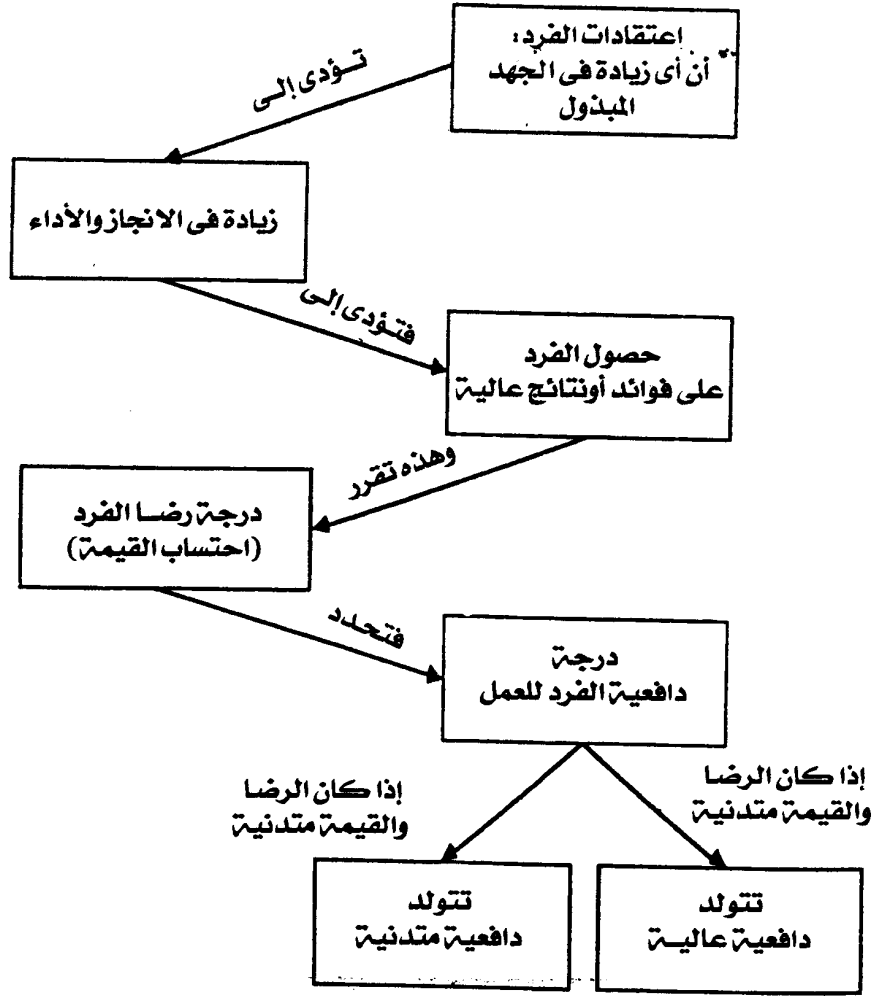 اعتقادات الفرد:
أن أى زيادة فى الجهد
المبذول
تؤدى إلى
زيادة فى الانجاز والأداء
فتؤدى إلى
حصول الفرد
على فوائد أونتائج عالية
وهذه تقرر
درجة رضا الفرد
(احتساب القيمة)
فتحدد
درجة
دافعية الفرد للعمل
إذا كان الرضا
والقيمة متدنية
إذا كان الرضا
والقيمة متدنية
تتولد
دافعية عالية
تتولد
دافعية متدنية